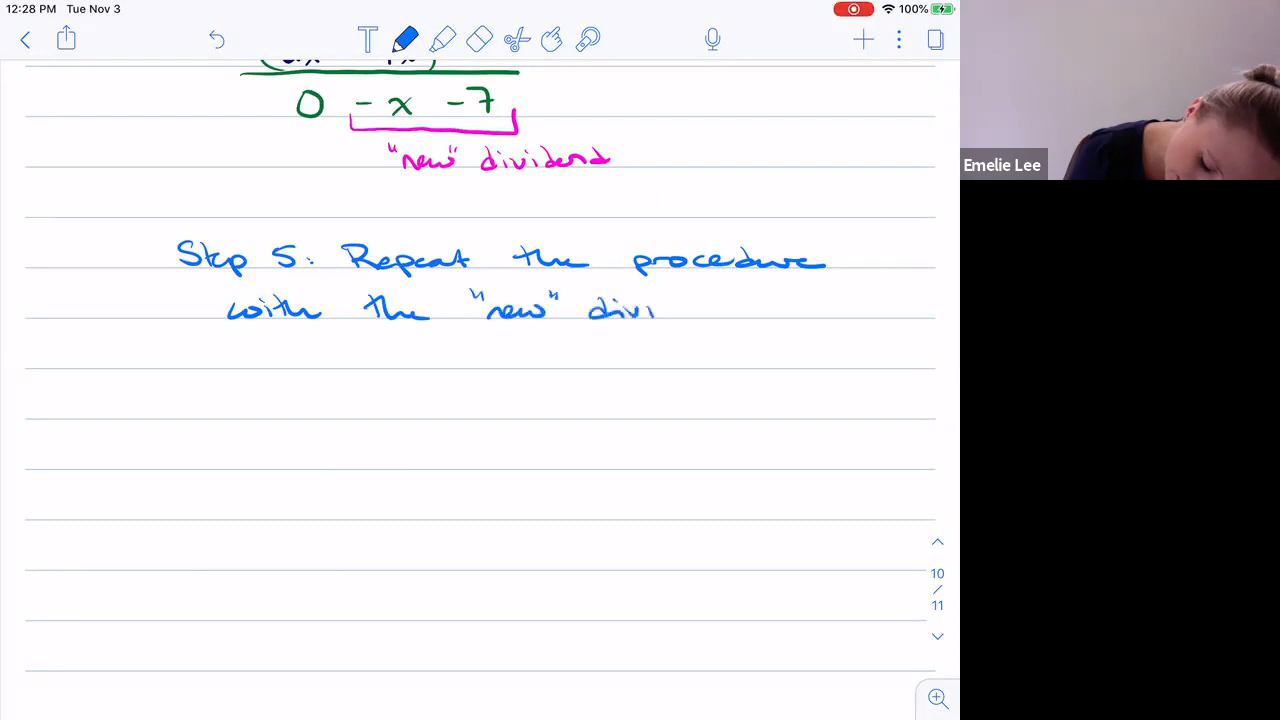 12:28 PM Tue Nov 3
100%
0 - x - 7
"new" dividend
Emelie Lee
Step 5: Repeat the procedure
with the "new" divi
10
/
11